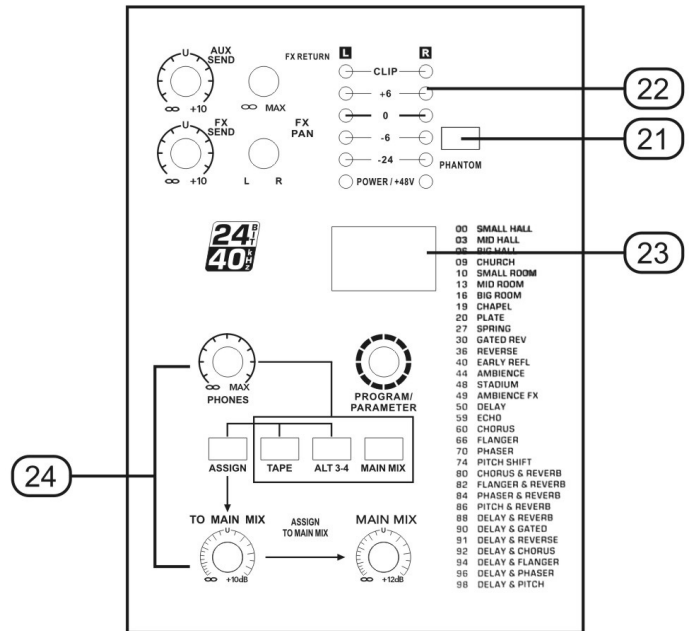 AUX
SEND
U
∞ +10
FX RETURN
∞ MAX
L R
CLIP
+6
0
-6
-24
POWER / +48V
22
21
PHANTOM
FX
SEND
U
∞ +10
FX
PAN
L R
24 BIT
40 kHZ
23
00 SMALL HALL
03 MID HALL
06 BIG HALL
09 CHURCH
10 SMALL ROOM
13 MID ROOM
16 BIG ROOM
19 CHAPEL
20 PLATE
27 SPRING
30 GATED REV
36 REVERSE
40 EARLY REFL
44 AMBIENCE
48 STADIUM
49 AMBIENCE FX
50 DELAY
59 ECHO
60 CHORUS
66 FLANGER
70 PHASER
74 PITCH SHIFT
80 CHORUS & REVERB
82 FLANGER & REVERB
84 PHASER & REVERB
86 PITCH & REVERB
88 DELAY & REVERB
90 DELAY & GATED
91 DELAY & REVERSE
92 DELAY & CHORUS
94 DELAY & FLANGER
96 DELAY & PHASER
98 DELAY & PITCH
∞ MAX
PHONES
PROGRAM/
PARAMETER
24
ASSIGN
TAPE
ALT 3-4
MAIN MIX
TO MAIN MIX
U
∞ +10dB
ASSIGN
TO MAIN MIX
MAIN MIX
U
∞ +12dB